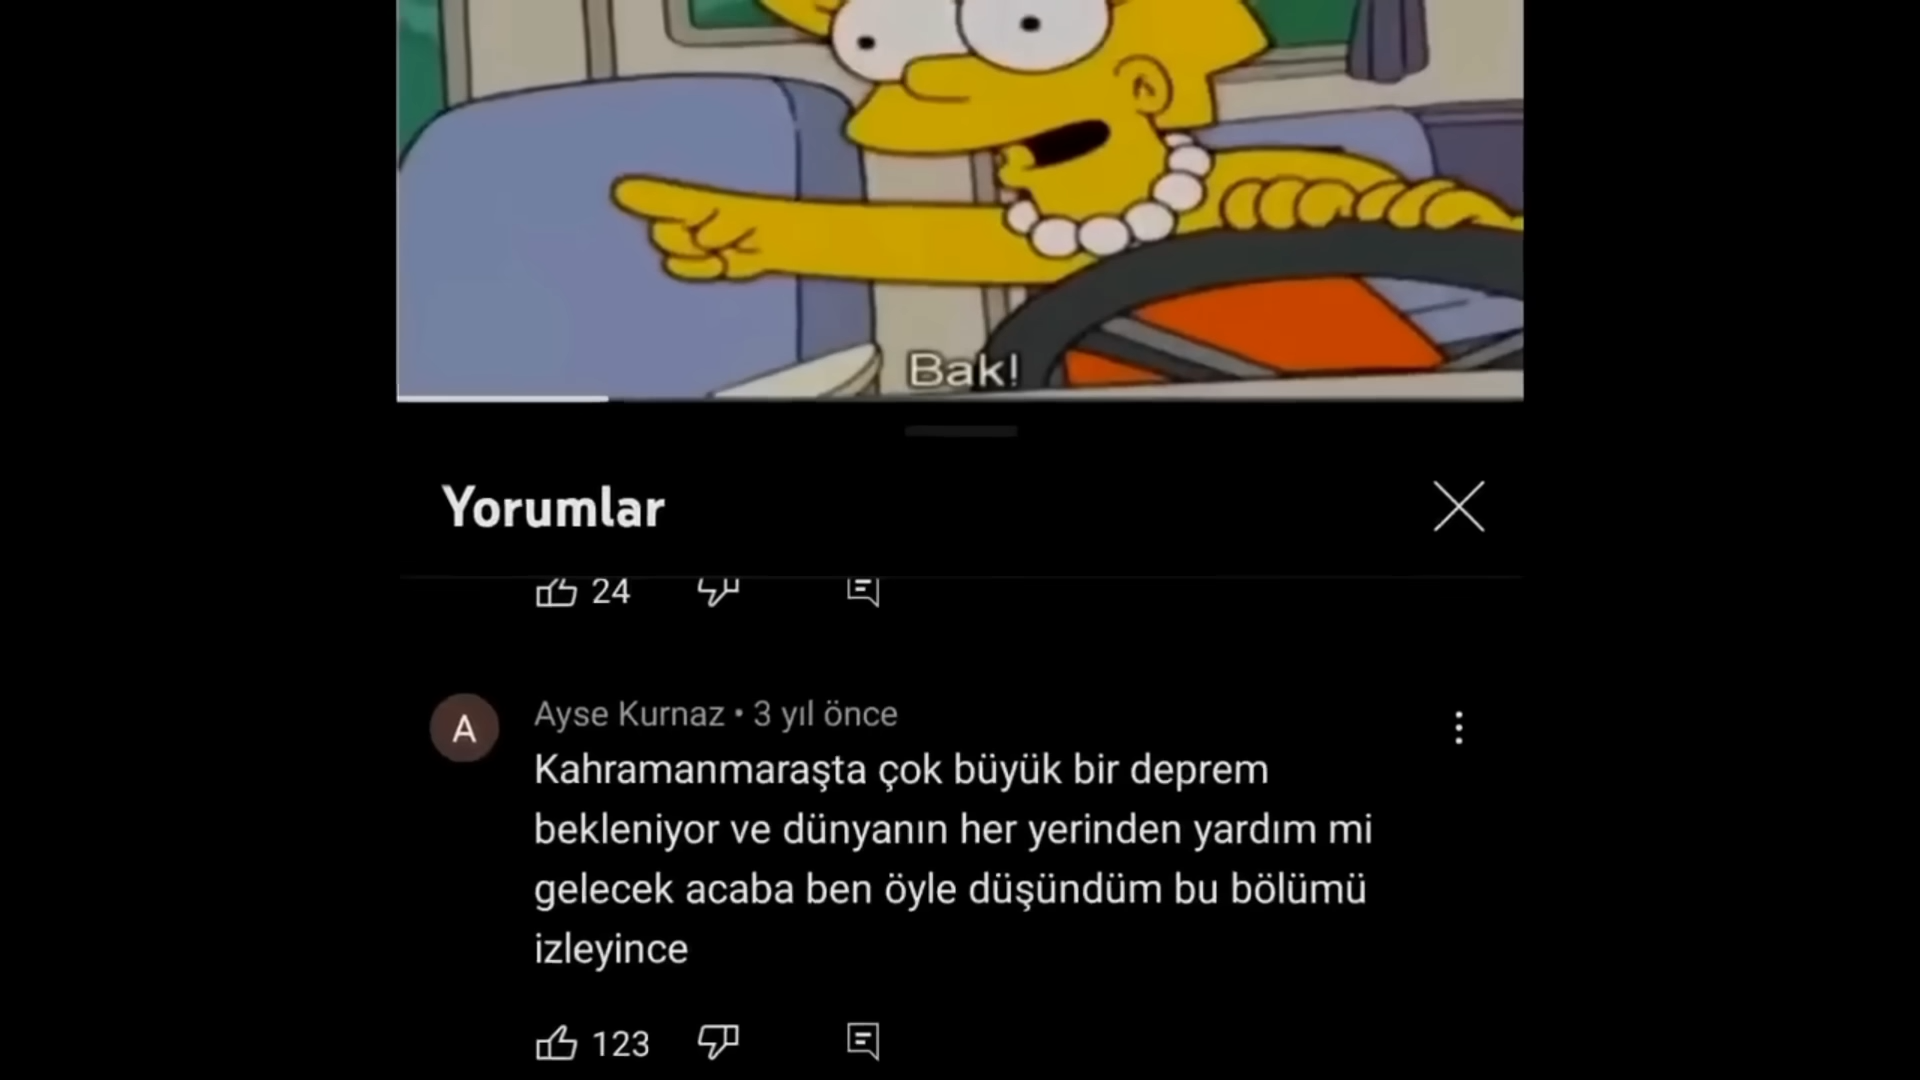 Bak!
Yorumlar
24
A
Ayse Kurnaz • 3 yıl önce
Kahramanmaraşta çok büyük bir deprem
bekleniyor ve dünyanın her yerinden yardım mi
gelecek acaba ben öyle düşündüm bu bölümü
izleyince
123